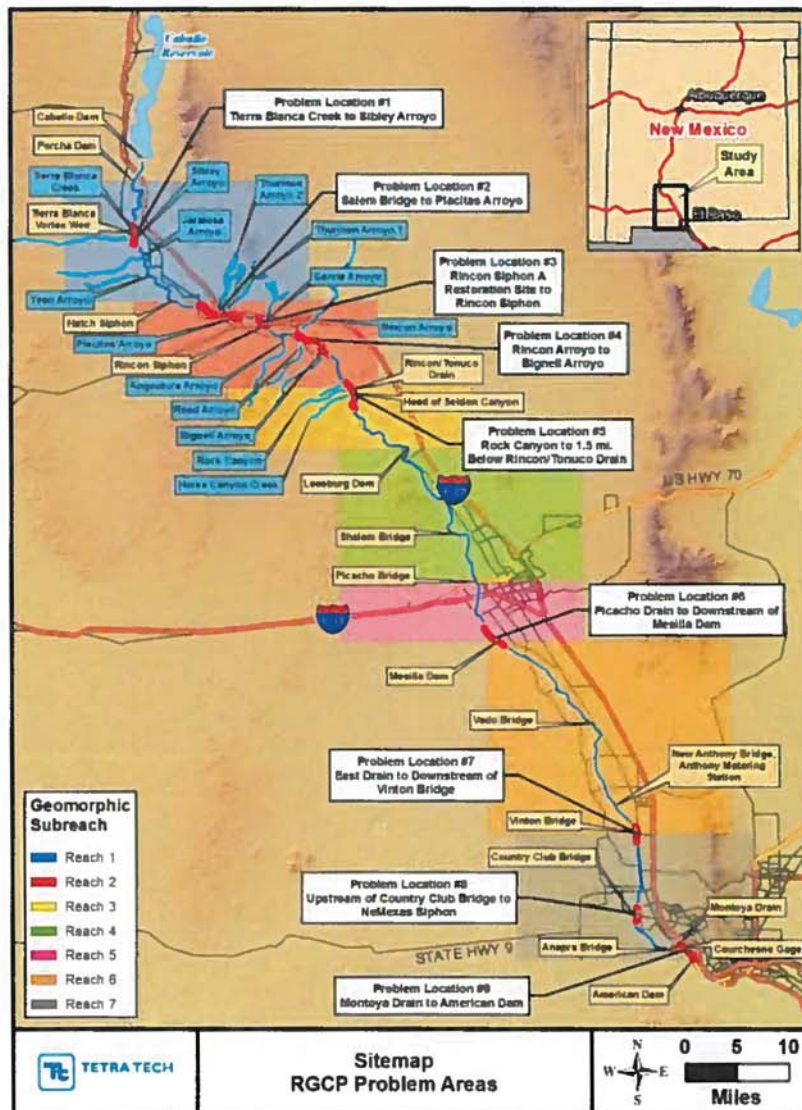 Caballo
Reservoir
Caballo Dam
Percha Dam
Tierra Blanca
Creek
Tierra Blanca
Vortex Weir
Sibley
Arroyo
Jaralosa
Arroyo
Thurman
Arroyo 2
Thurman Arroyo 1
Garcia Arroyo
Rincon Arroyo
Yeso Arroyo
Hatch Siphon
Placitas Arroyo
Rincon Siphon
Angostura Arroyo
Reed Arroyo
Bignell Arroyo
Rock Canyon
Horse Canyon Creek
Problem Location #1
Tierra Blanca Creek to Sibley Arroyo
Problem Location #2
Salem Bridge to Placitas Arroyo
Problem Location #3
Rincon Siphon A
Restoration Site to
Rincon Siphon
Problem Location #4
Rincon Arroyo to
Bignell Arroyo
Rincon/Tonuco
Drain
Head of Selden Canyon
Problem Location #5
Rock Canyon to 1.5 mi.
Below Rincon/Tonuco Drain
Albuquerque
New Mexico
Study
Area
El Paso
Leasburg Dam
US HWY 70
Shalem Bridge
Picacho Bridge
Problem Location #6
Picacho Drain to Downstream of
Mesilla Dam
Mesilla Dam
Vado Bridge
Problem Location #7
East Drain to Downstream of
Vinton Bridge
New Anthony Bridge,
Anthony Metering
Station
Vinton Bridge
Country Club Bridge
Problem Location #8
Upstream of Country Club Bridge to
NeMexas Siphon
Montoya Drain
Courchesne Gage
Anapra Bridge
STATE HWY 9
American Dam
Problem Location #9
Montoya Drain to American Dam
Geomorphic
Subreach
Reach 1
Reach 2
Reach 3
Reach 4
Reach 5
Reach 6
Reach 7
TETRA TECH
Sitemap
RGCP Problem Areas
N
W E
S
0 5 10
Miles